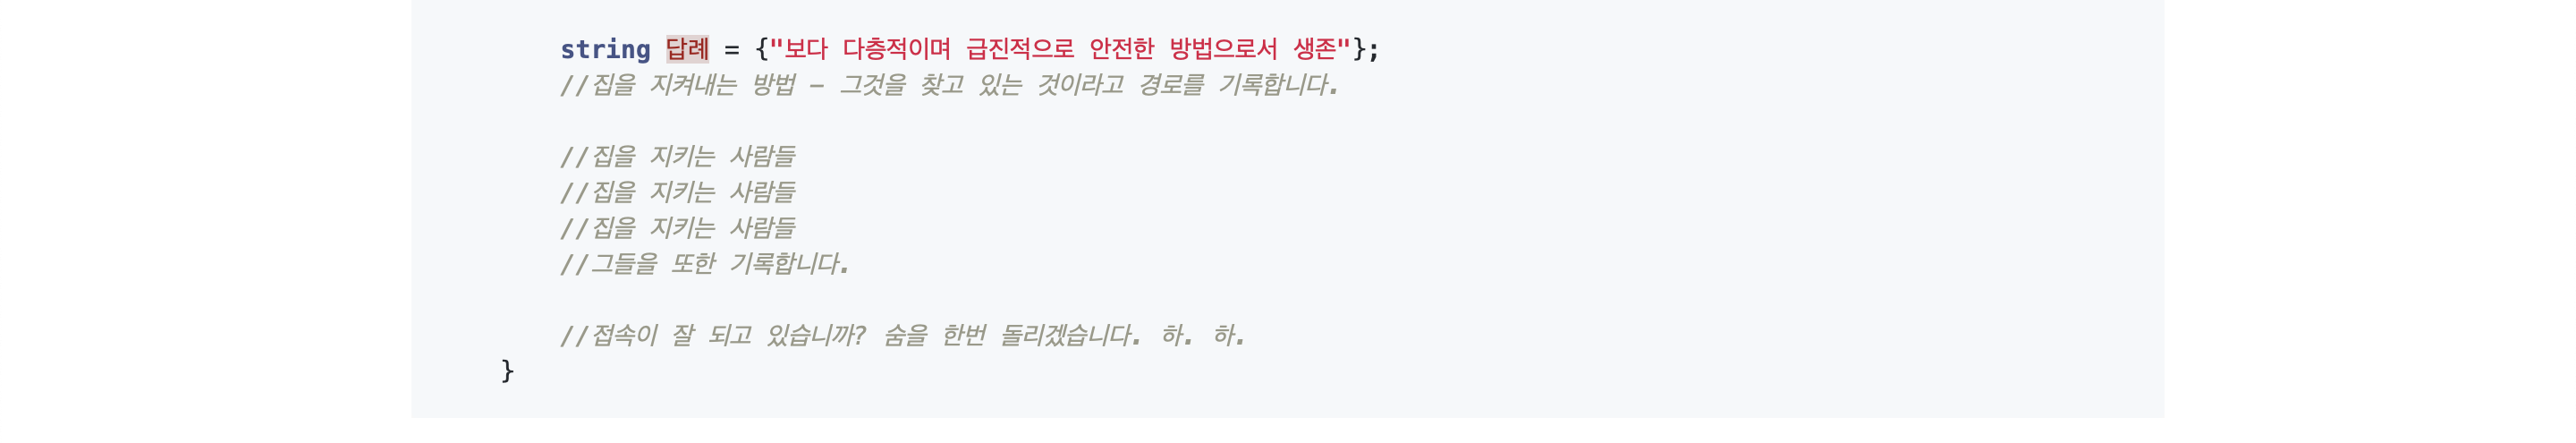 string 답례 = {"보다 다층적이며 급진적으로 안전한 방법으로서 생존"};
//집을 지켜내는 방법 – 그것을 찾고 있는 것이라고 경로를 기록합니다.
//집을 지키는 사람들
//집을 지키는 사람들
//집을 지키는 사람들
//그들을 또한 기록합니다.
//접속이 잘 되고 있습니까? 숨을 한번 돌리겠습니다. 하. 하.
}